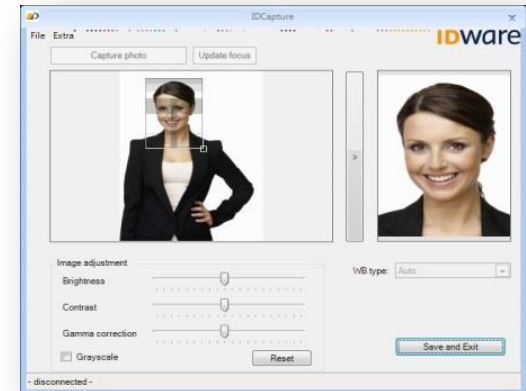 IDCapture
x
File Extra
IDware
Capture photo
Update focus
>
Image adjustment
Brightness
Contrast
Gamma correction
Grayscale
Reset
WB type: Auto
Save and Exit
- disconnected -